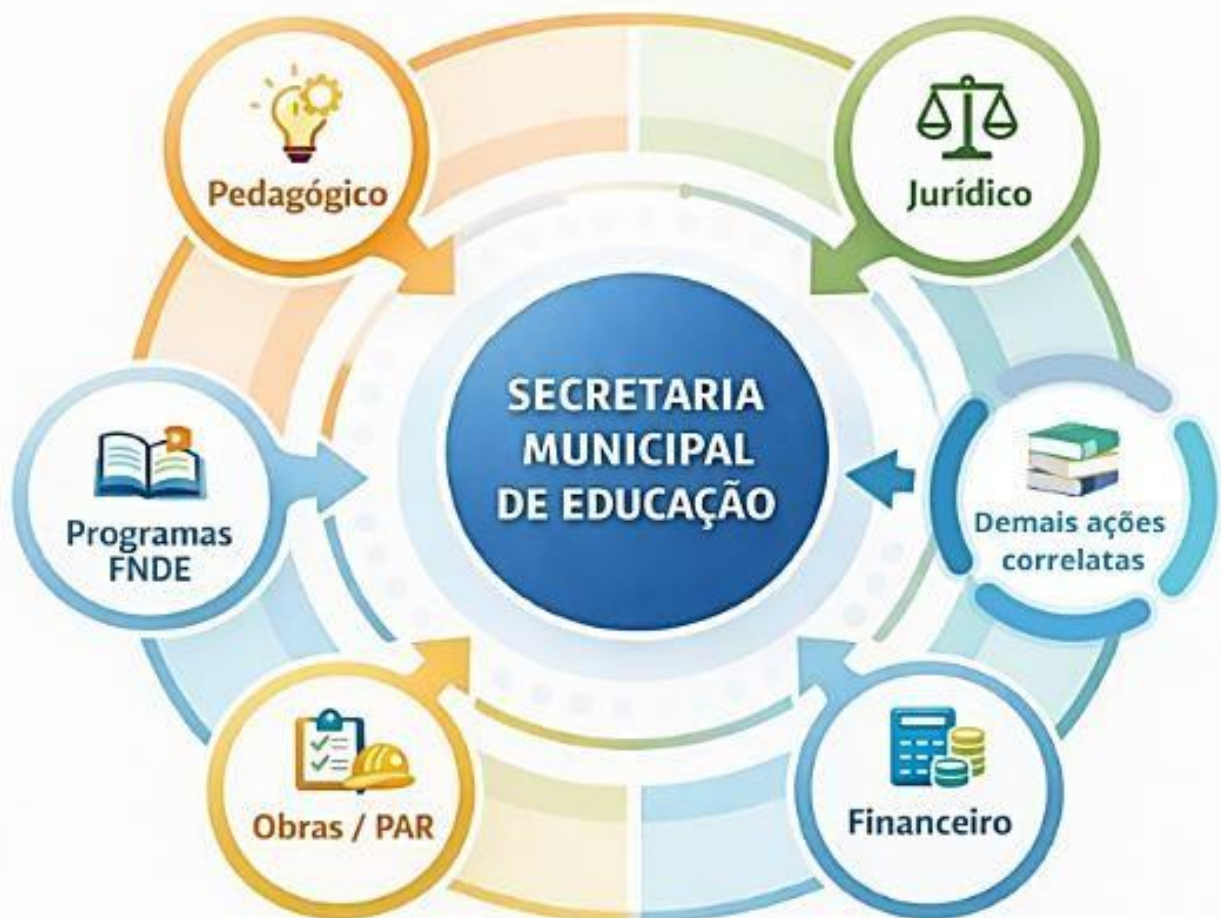 Pedagógico
Jurídico
SECRETARIA
MUNICIPAL
DE EDUCAÇÃO
Programas
FNDE
Demais ações
correlatas
Obras / PAR
Financeiro